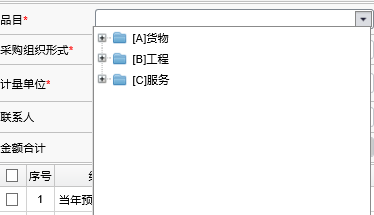 品目*
[A]货物
采购组织形式*
[B]工程
[C]服务
计量单位*
联系人
金额合计
序号
1
当年预